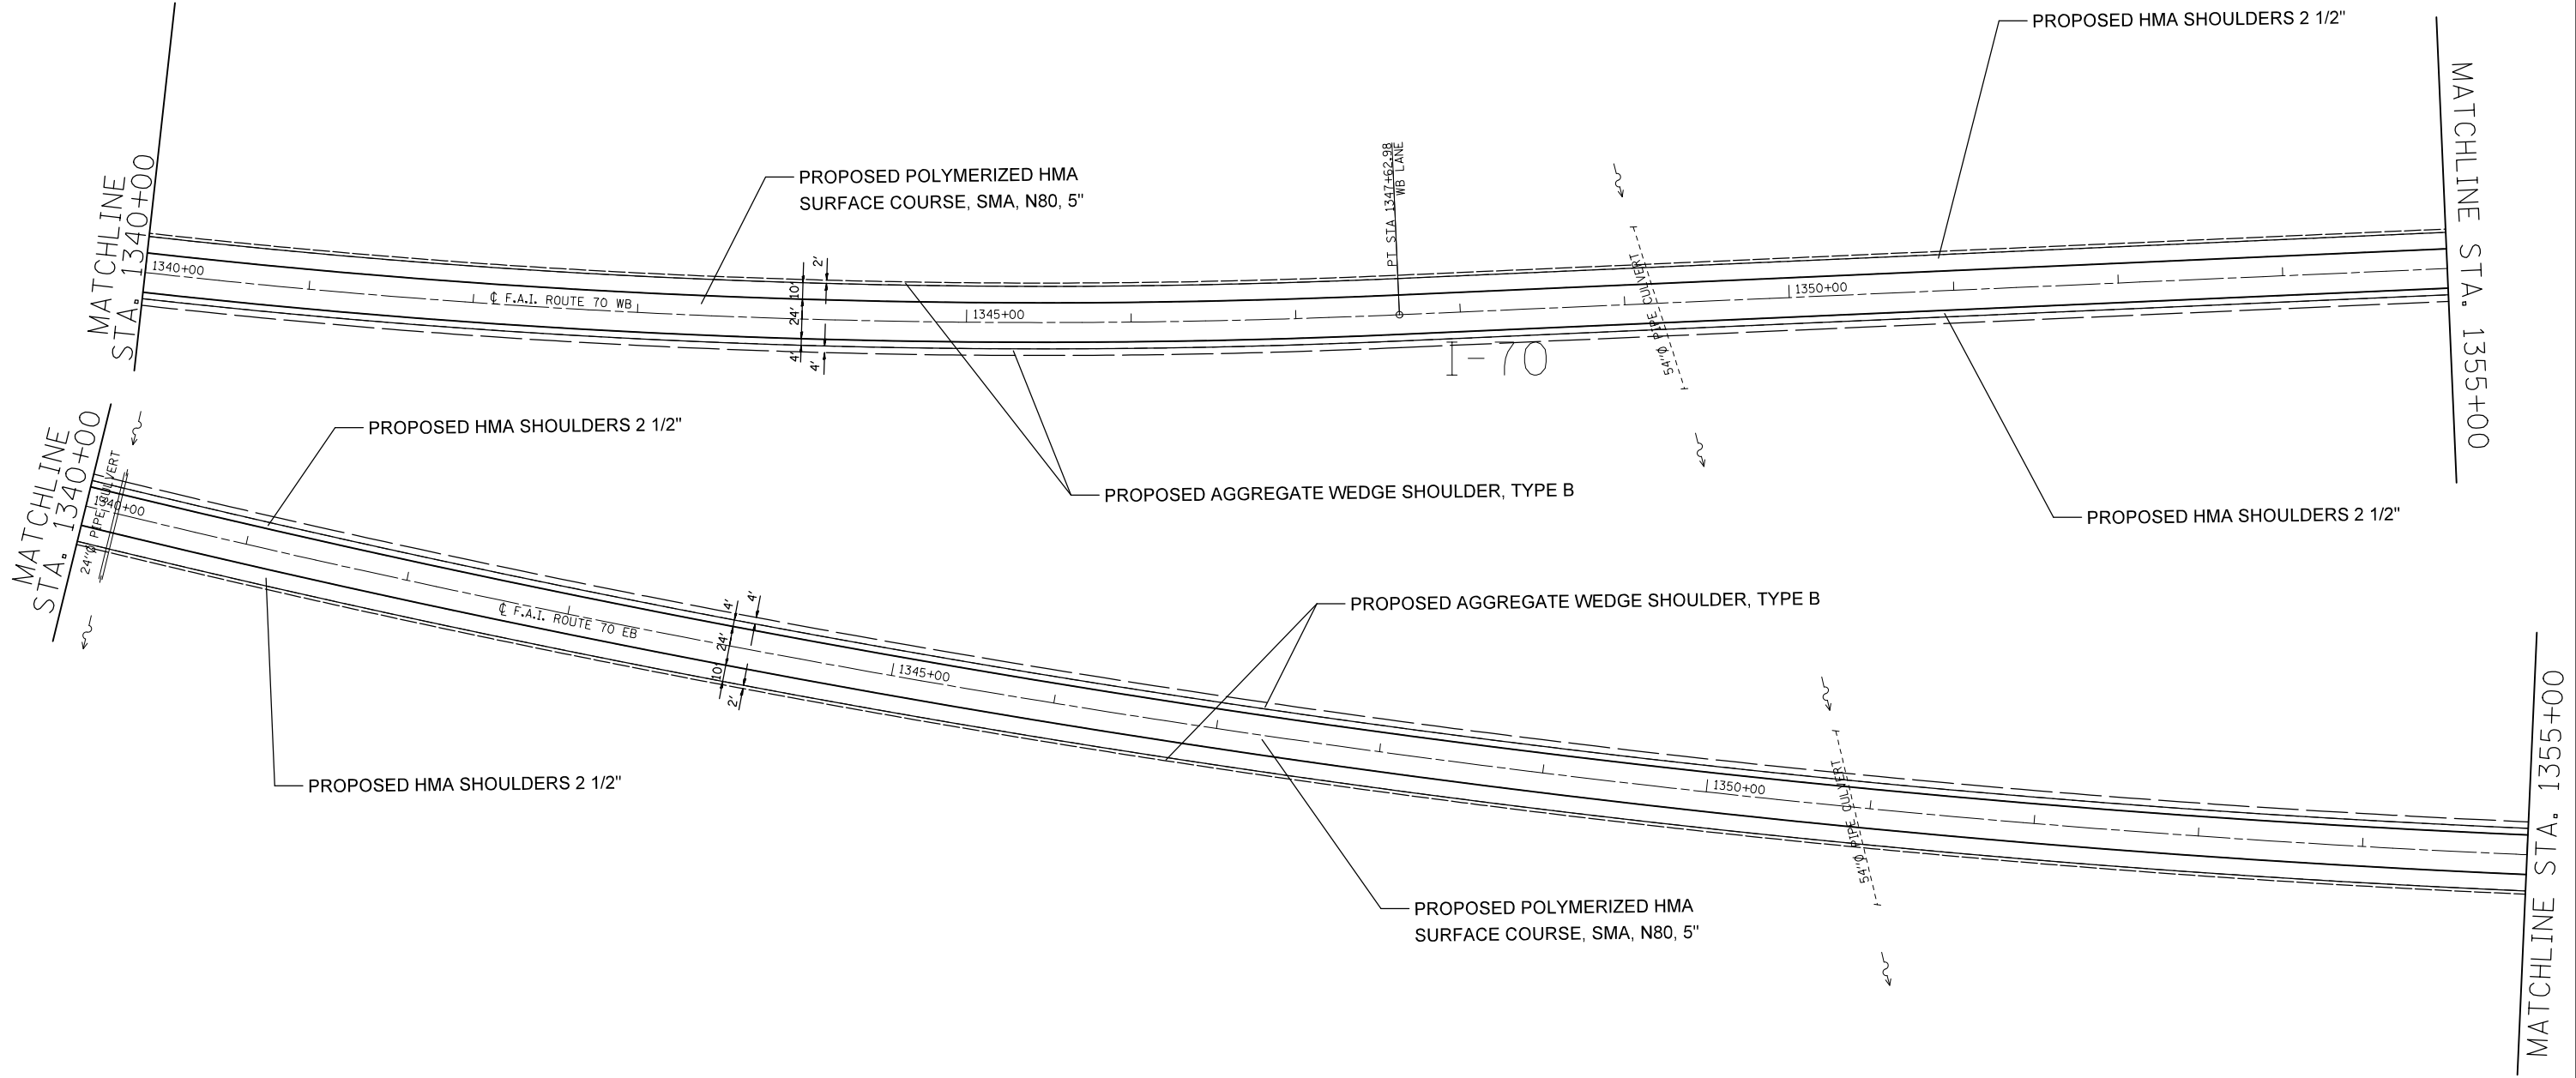 PROPOSED HMA SHOULDERS 2 1/2"
MATCHLINE
STA. 1340+00
PROPOSED POLYMERIZED HMA
SURFACE COURSE, SMA, N80, 5"
PT STA 1347+62.98
WB LANE
MATCHLINE STA. 1355+00
1340+00
℄ F.A.I. ROUTE 70 WB
2'
10'
24'
4'
4'
1345+00
54"Ø PIPE CULVERT
1350+00
I-70
PROPOSED HMA SHOULDERS 2 1/2"
PROPOSED AGGREGATE WEDGE SHOULDER, TYPE B
PROPOSED HMA SHOULDERS 2 1/2"
MATCHLINE
STA. 1340+00
24"Ø PIPE CULVERT
1340+00
℄ F.A.I. ROUTE 70 EB
4'
4'
24'
10'
2'
1345+00
PROPOSED AGGREGATE WEDGE SHOULDER, TYPE B
1350+00
54"Ø PIPE CULVERT
MATCHLINE STA. 1355+00
PROPOSED HMA SHOULDERS 2 1/2"
PROPOSED POLYMERIZED HMA
SURFACE COURSE, SMA, N80, 5"